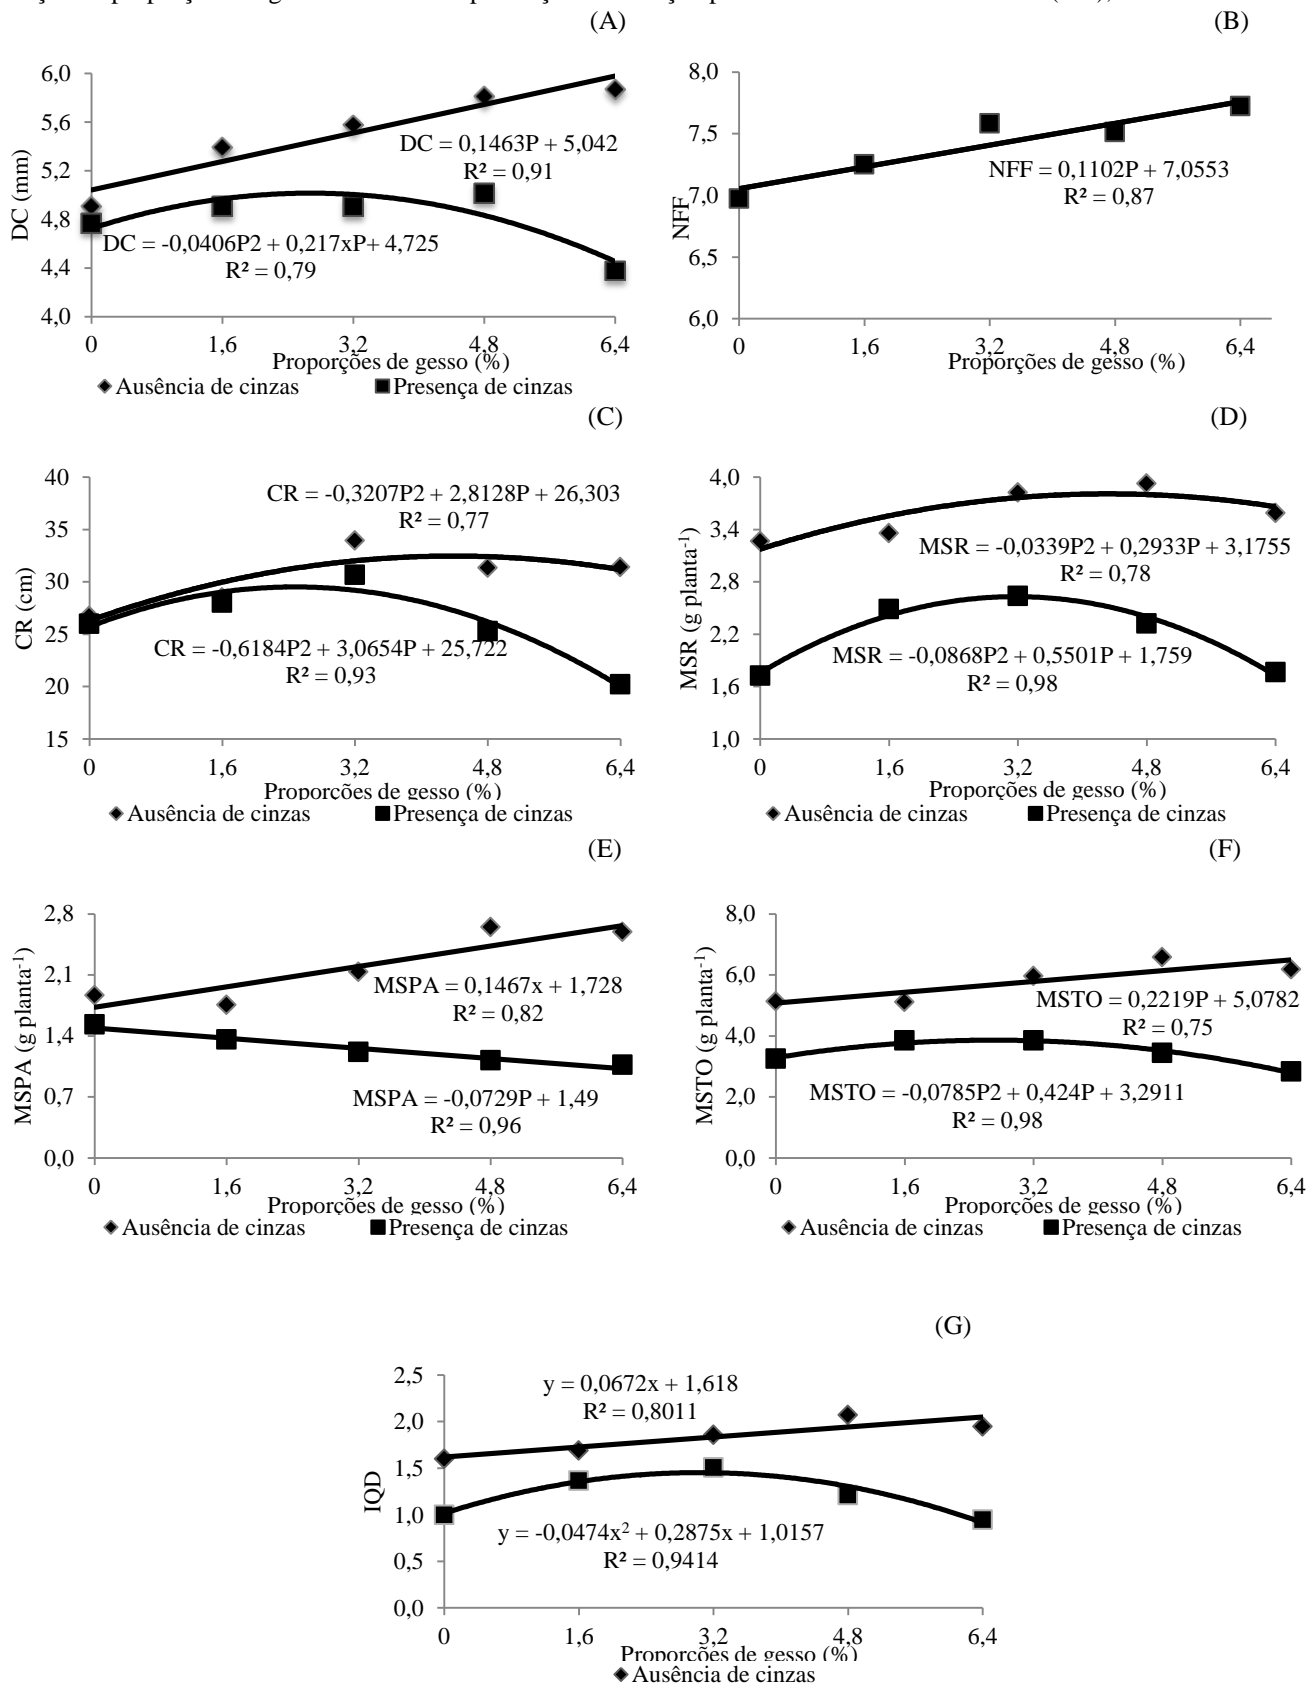 (A)
6,0
5,6
5,2
4,8
4,4
4,0
DC (mm)
DC = 0,1463P + 5,042
R² = 0,91
DC = -0,0406P2 + 0,217xP+ 4,725
R² = 0,79
0 1,6 3,2 4,8 6,4
Proporções de gesso (%)
Ausência de cinzas Presença de cinzas
(B)
8,0
7,5
7,0
6,5
6,0
NFF
NFF = 0,1102P + 7,0553
R² = 0,87
0 1,6 3,2 4,8 6,4
Proporções de gesso (%)
(C)
40
35
30
25
20
15
CR (cm)
CR = -0,3207P2 + 2,8128P + 26,303
R² = 0,77
CR = -0,6184P2 + 3,0654P + 25,722
R² = 0,93
0 1,6 3,2 4,8 6,4
Proporções de gesso (%)
Ausência de cinzas Presença de cinzas
(D)
4,0
3,4
2,8
2,2
1,6
1,0
MSR (g planta⁻¹)
MSR = -0,0339P2 + 0,2933P + 3,1755
R² = 0,78
MSR = -0,0868P2 + 0,5501P + 1,759
R² = 0,98
0 1,6 3,2 4,8 6,4
Proporções de gesso (%)
Ausência de cinzas Presença de cinzas
(E)
2,8
2,1
1,4
0,7
0,0
MSPA (g planta⁻¹)
MSPA = 0,1467x + 1,728
R² = 0,82
MSPA = -0,0729P + 1,49
R² = 0,96
0 1,6 3,2 4,8 6,4
Proporções de gesso (%)
Ausência de cinzas Presença de cinzas
(F)
8,0
6,0
4,0
2,0
0,0
MSTO (g planta⁻¹)
MSTO = 0,2219P + 5,0782
R² = 0,75
MSTO = -0,0785P2 + 0,424P + 3,2911
R² = 0,98
0 1,6 3,2 4,8 6,4
Proporções de gesso (%)
Ausência de cinzas Presença de cinzas
(G)
2,5
2,0
1,5
1,0
0,5
0,0
IQD
y = 0,0672x + 1,618
R² = 0,8011
y = -0,0474x² + 0,2875x + 1,0157
R² = 0,9414
0 1,6 3,2 4,8 6,4
Proporções de gesso (%)
Ausência de cinzas